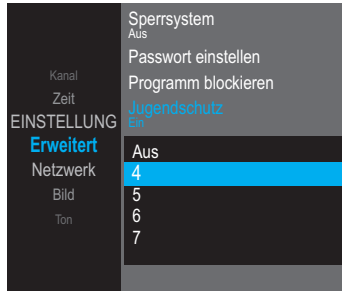 Kanal
Zeit
EINSTELLUNG
Erweitert
Netzwerk
Bild
Ton
Sperrsystem
Aus
Passwort einstellen
Programm blockieren
Jugendschutz
Ein
Aus
4
5
6
7